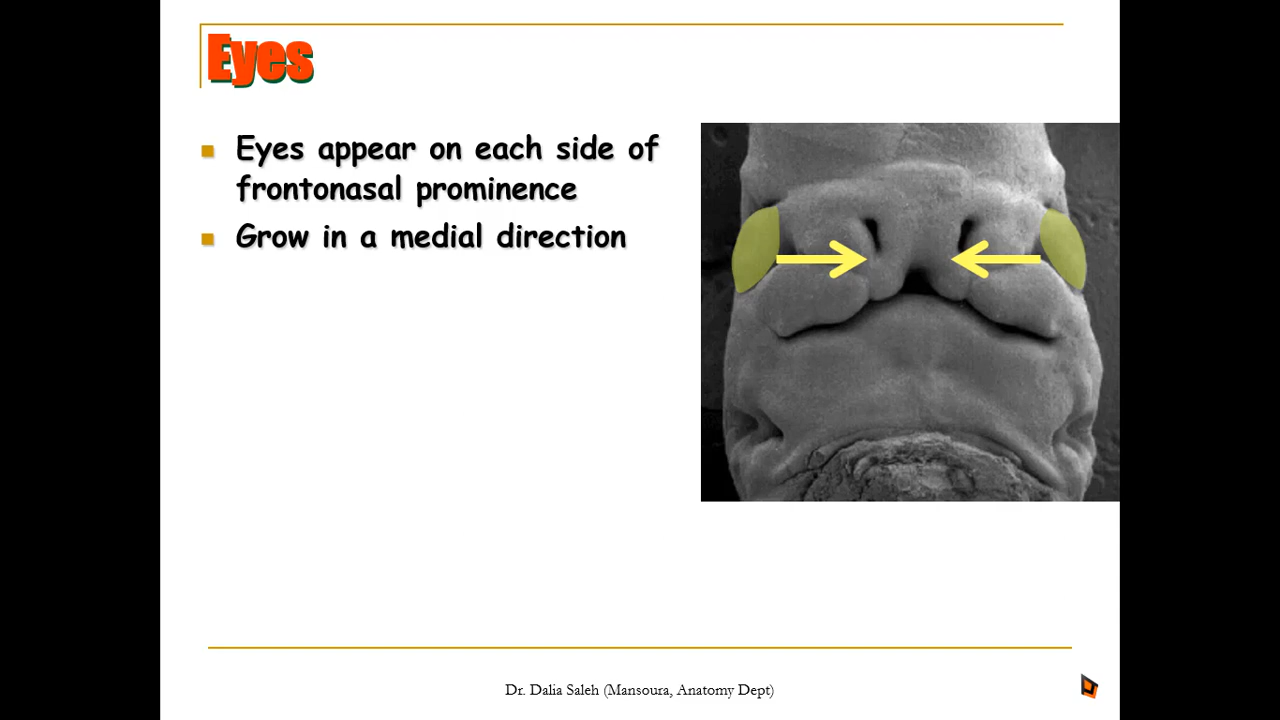 Eyes
Eyes appear on each side of
frontonasal prominence
Grow in a medial direction
Dr. Dalia Saleh (Mansoura, Anatomy Dept)